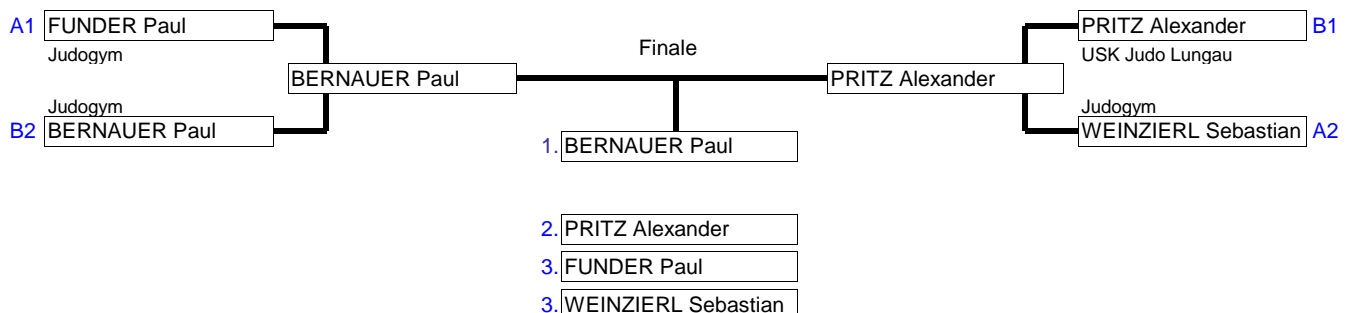 A1 FUNDER Paul
Judogym
Judogym
B2 BERNAUER Paul
BERNAUER Paul
Finale
PRITZ Alexander
PRITZ Alexander B1
USK Judo Lungau
Judogym
WEINZIERL Sebastian A2
1. BERNAUER Paul
2. PRITZ Alexander
3. FUNDER Paul
3. WEINZIERL Sebastian